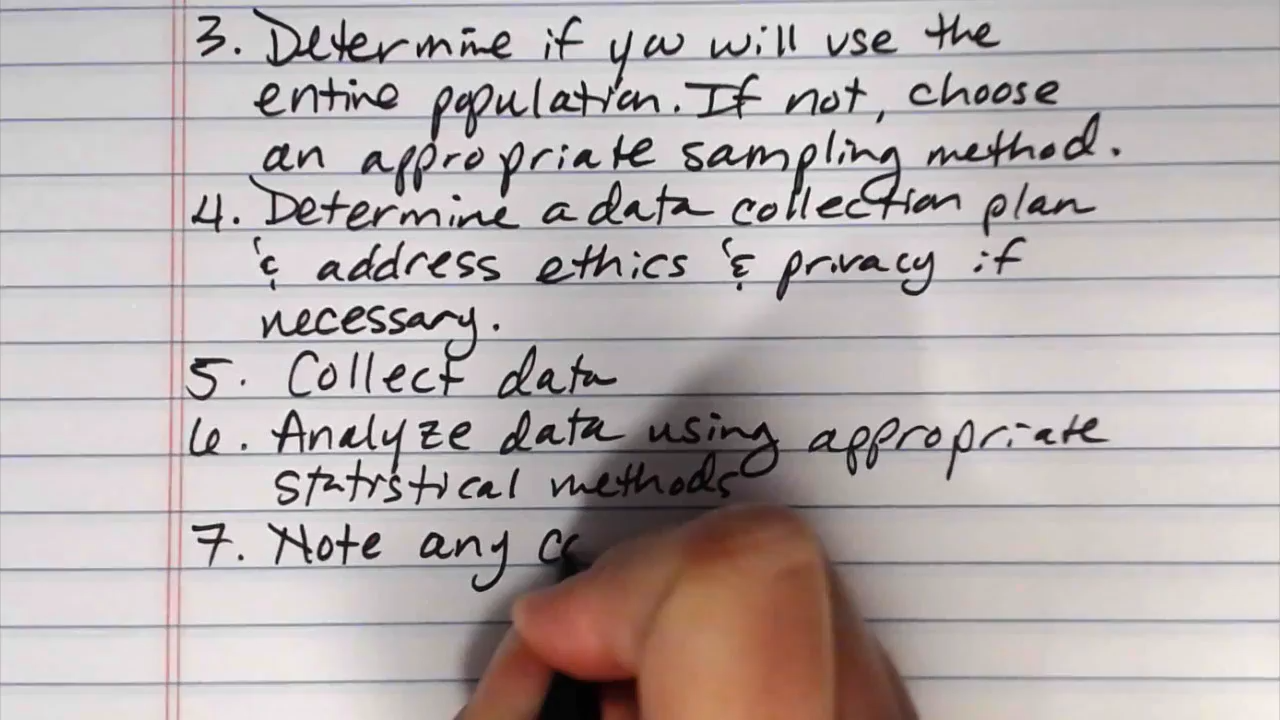 3. Determine if you will use the
entire population. If not, choose
an appropriate sampling method.
4. Determine a data collection plan
& address ethics & privacy if
necessary.
5. Collect data
6. Analyze data using appropriate
statistical methods
7. Note any